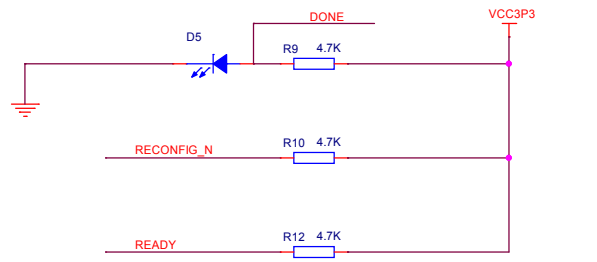 DONE
VCC3P3
D5
R9 4.7K
RECONFIG_N
R10 4.7K
READY
R12 4.7K